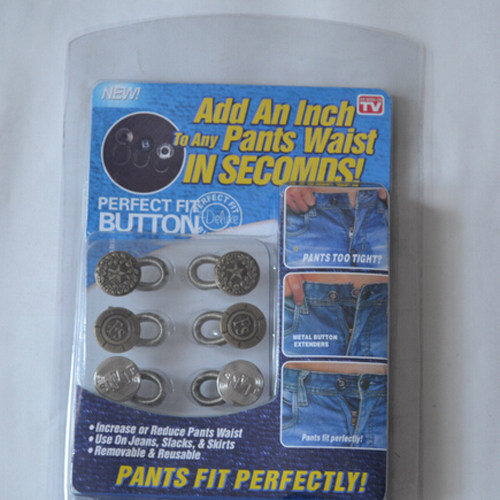 NEW!
AS SEEN ON
TV
Add An Inch
To Any Pants Waist
IN SECOMDS!
PERFECT FIT
BUTTON
PERFECT FIT
PANTS TOO TIGHT?
METAL BUTTON
EXTENDERS
Pants fit perfectly!
• Increase or Reduce Pants Waist
• Use On Jeans, Slacks, & Skirts
• Removable & Reusable
PANTS FIT PERFECTLY!